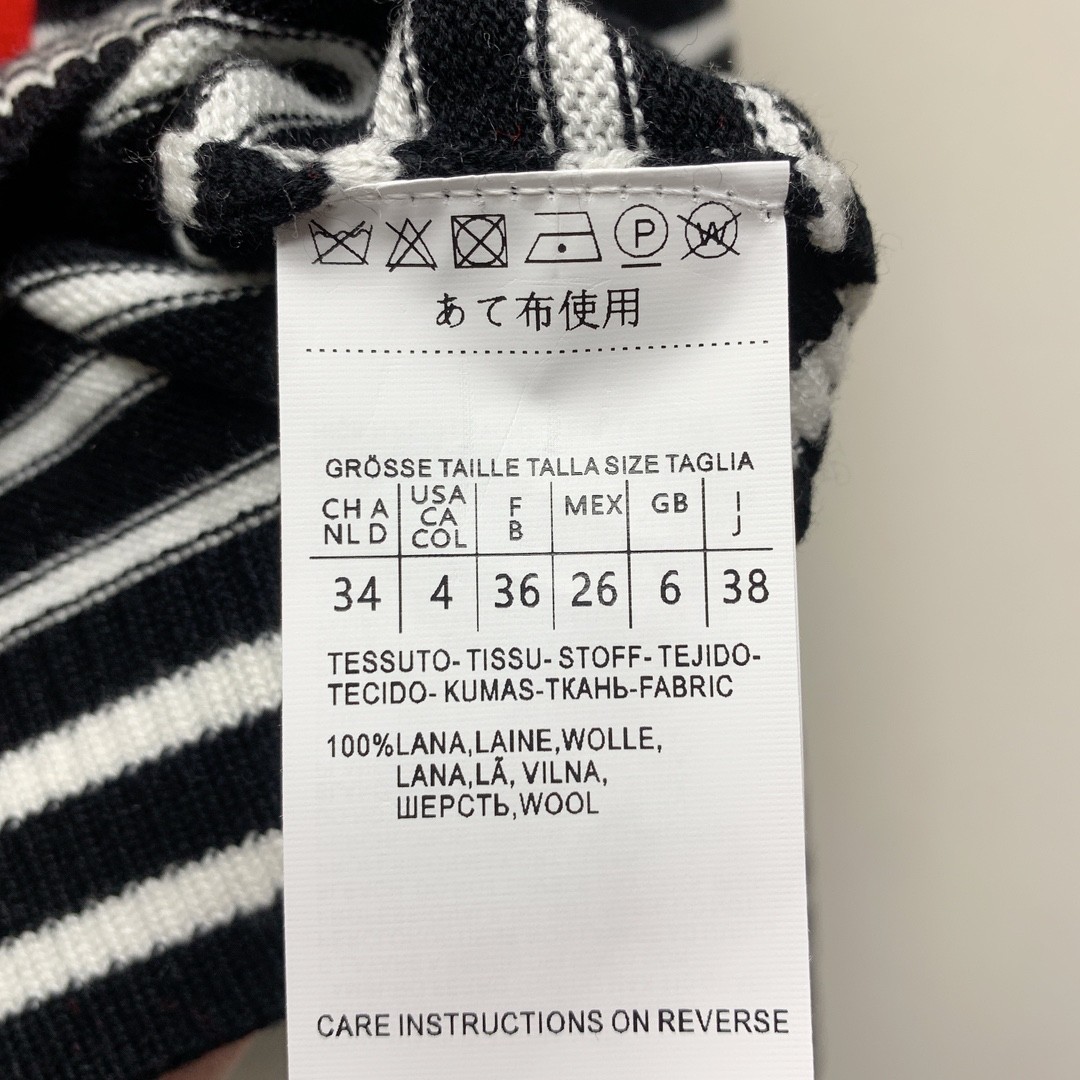 P W
あて布使用
GRÖSSE TAILLE TALLA SIZE TAGLIA
CH A NL D USA CA COL F B MEX GB I J
34 4 36 26 6 38
TESSUTO- TISSU- STOFF- TEJIDO-
TECIDO- KUMAS-ТКАНЬ-FABRIC
100%LANA,LAINE,WOLLE,
LANA,LÃ, VILNA,
ШЕРСТЬ,WOOL
CARE INSTRUCTIONS ON REVERSE